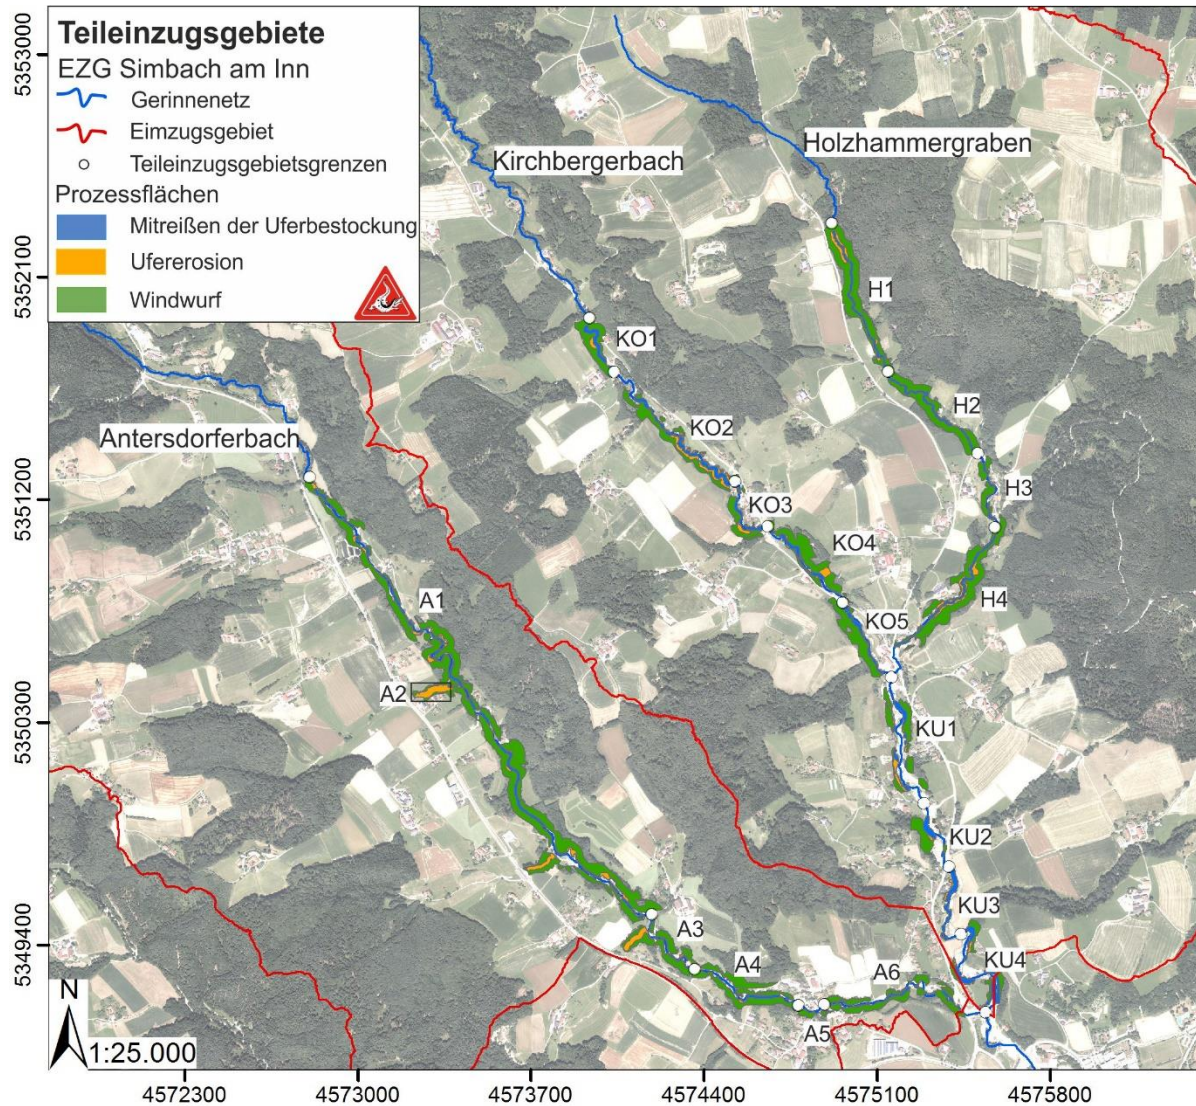 Teileinzugsgebiete
EZG Simbach am Inn
Gerinnenetz
Eimzugsgebiet
Teileinzugsgebietsgrenzen
Prozessflächen
Mitreißen der Uferbestockung
Ufererosion
Windwurf
5353000
5352100
5351200
5350300
5349400
Kirchbergerbach
Holzhammergraben
Antersdorferbach
H1
KO1
H2
KO2
H3
KO3
KO4
H4
KO5
A1
A2
KU1
KU2
KU3
A3
KU4
A4
A6
A5
N
1:25.000
4572300
4573000
4573700
4574400
4575100
4575800